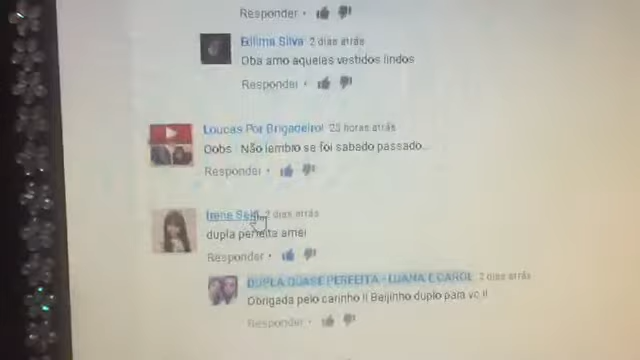 Responder
Edilma Silva 2 dias atrás
Oba amo aqueles vestidos lindos
Responder
Loucas Por Brigadeiro! 23 horas atrás
Oobs : Não lembro se foi sabado passado...
Responder
Irene 2 dias atrás
dupla perfeita amei
Responder
DUPLA QUASE PERFEITA - LUANA E CAROL 2 dias atrás
Obrigada pelo carinho !! Beijinho duplo para vc !!
Responder